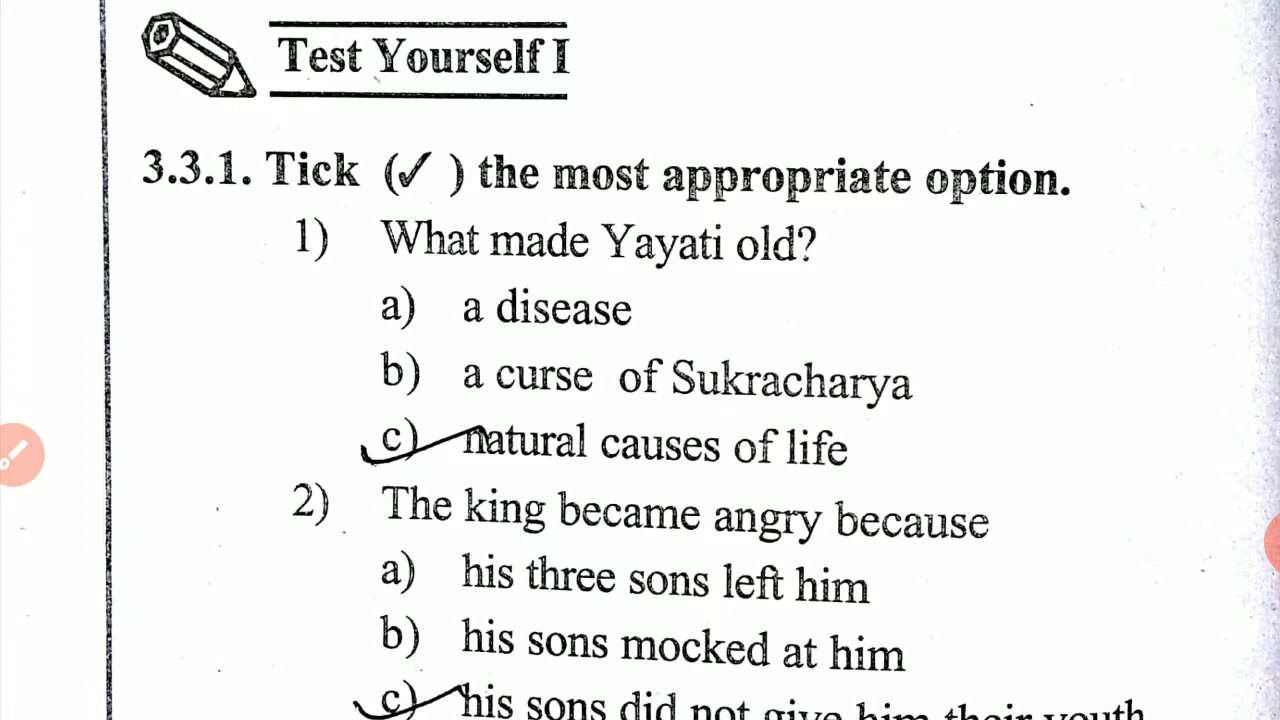 Test Yourself I
3.3.1. Tick (✓ ) the most appropriate option.
1) What made Yayati old?
a) a disease
b) a curse of Sukracharya
c) natural causes of life
2) The king became angry because
a) his three sons left him
b) his sons mocked at him
c) his sons did not give him their youth